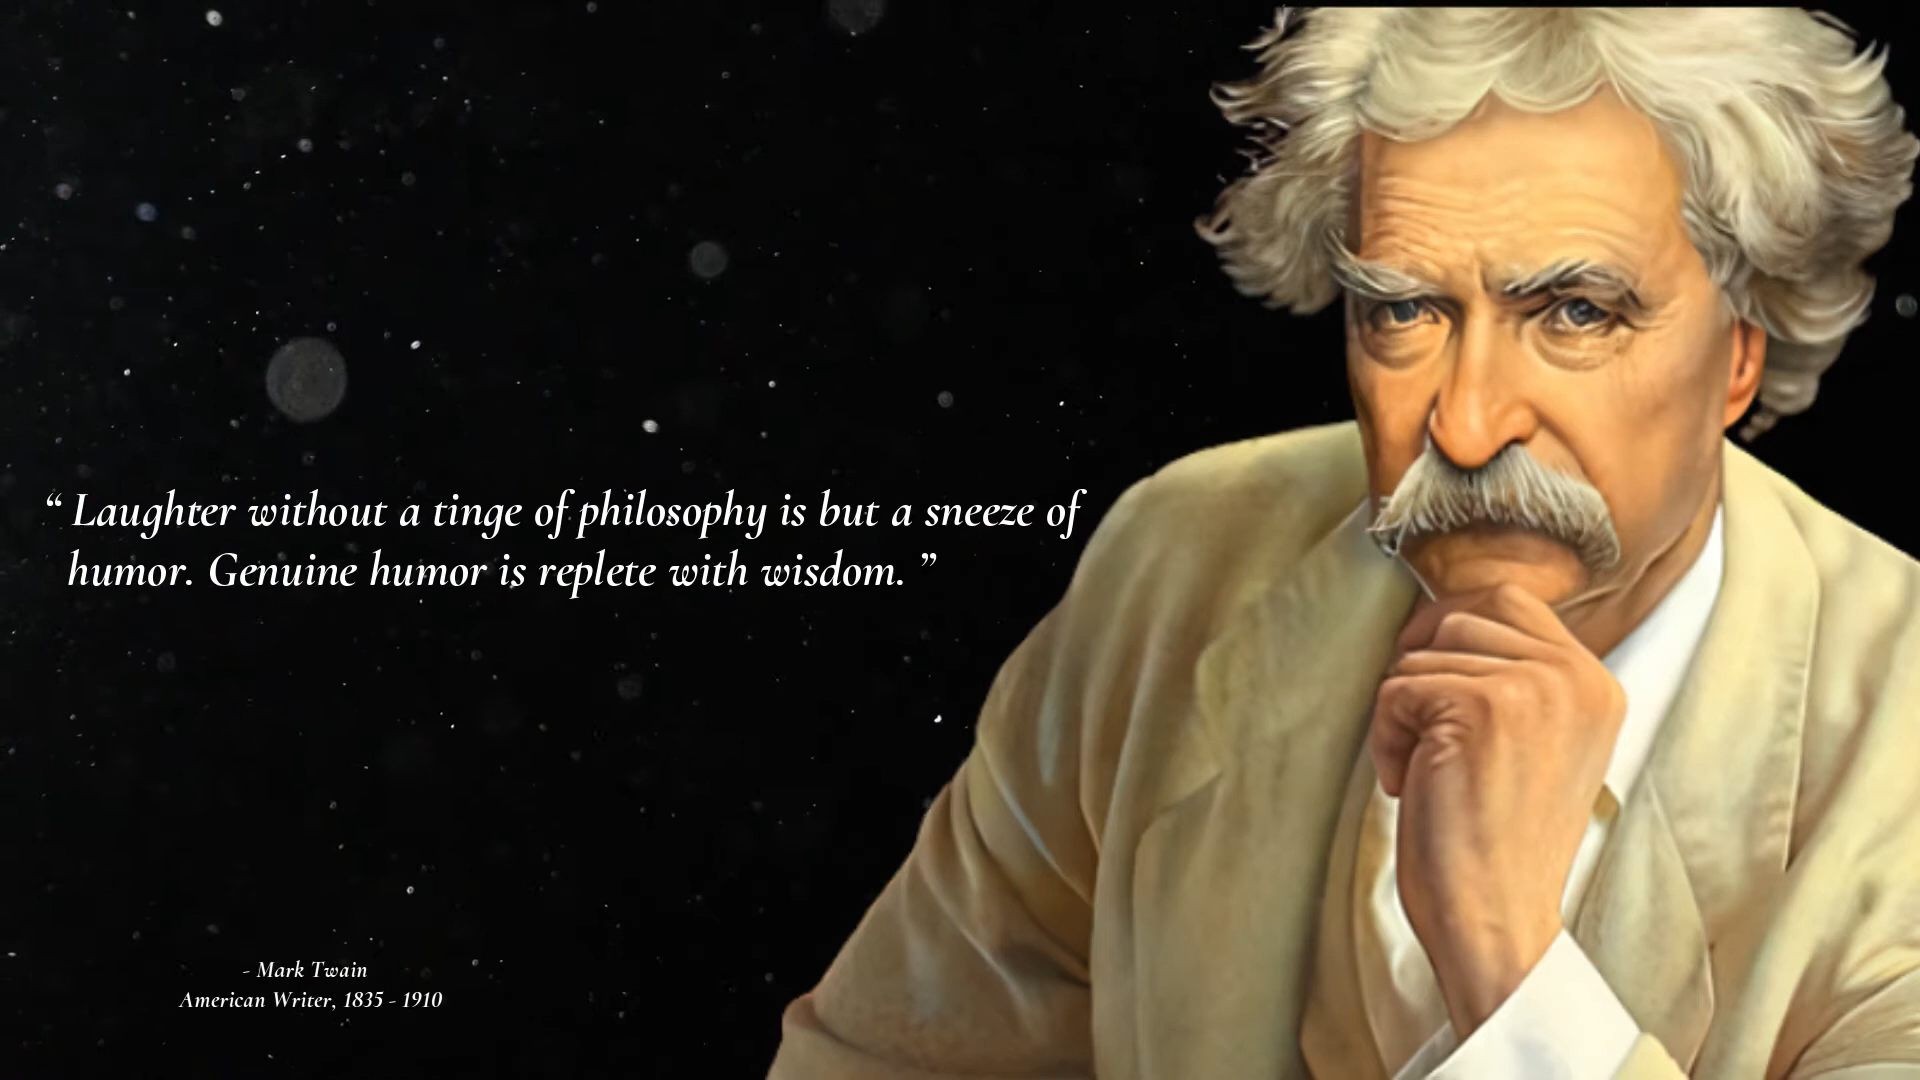 “ Laughter without a tinge of philosophy is but a sneeze of
humor. Genuine humor is replete with wisdom. ”
- Mark Twain
American Writer, 1835 - 1910